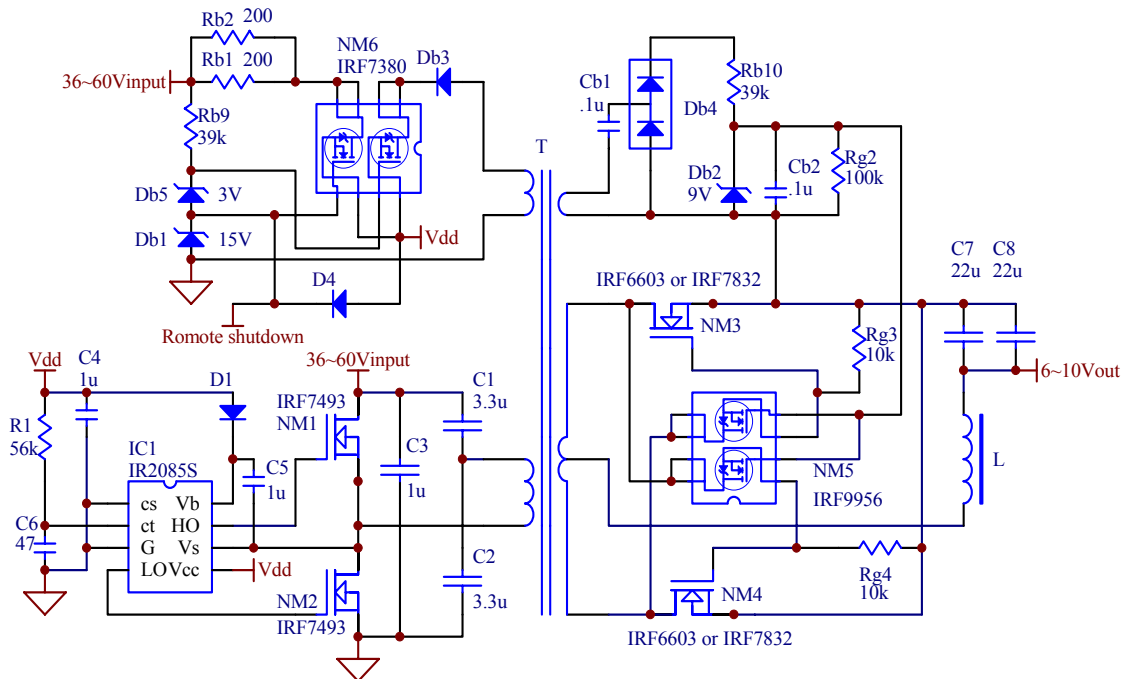 Rb2 200
Rb1 200
NM6
IRF7380
Db3
36~60Vinput
Rb9
39k
Db5 3V
Db1 15V
Vdd
D4
Romote shutdown
Cb1
.1u
Db4
Rb10
39k
T
Db2
9V
Cb2
.1u
Rg2
100k
C7
22u
C8
22u
IRF6603 or IRF7832
NM3
Rg3
10k
6~10Vout
NM5
IRF9956
L
Rg4
10k
NM4
IRF6603 or IRF7832
Vdd
C4
1u
D1
R1
56k
IC1
IR2085S
C5
1u
cs Vb
ct HO
G Vs
LO Vcc
C6
47
Vdd
36~60Vinput
IRF7493
NM1
C1
3.3u
C3
1u
C2
3.3u
NM2
IRF7493